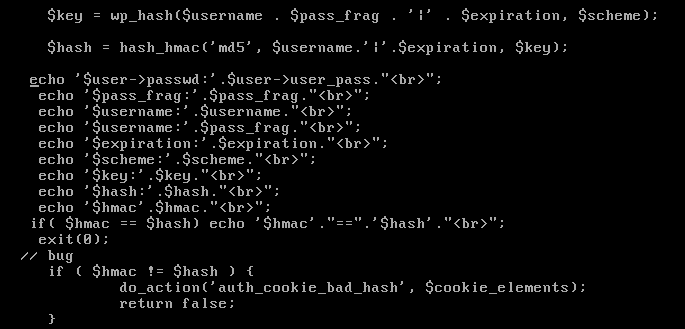 $key = wp_hash($username . $pass_frag . '|' . $expiration, $scheme);
$hash = hash_hmac('md5', $username.'|'.$expiration, $key);
echo '$user->passwd:'.$user->user_pass."<br>";
echo '$pass_frag:'.$pass_frag."<br>";
echo '$username:'.$username."<br>";
echo '$username:'.$pass_frag."<br>";
echo '$expiration:'.$expiration."<br>";
echo '$scheme:'.$scheme."<br>";
echo '$key:'.$key."<br>";
echo '$hash:'.$hash."<br>";
echo '$hmac'.$hmac."<br>";
if( $hmac == $hash) echo '$hmac'."==".'$hash'."<br>";
exit(0);
// bug
if ( $hmac != $hash ) {
do_action('auth_cookie_bad_hash', $cookie_elements);
return false;
}